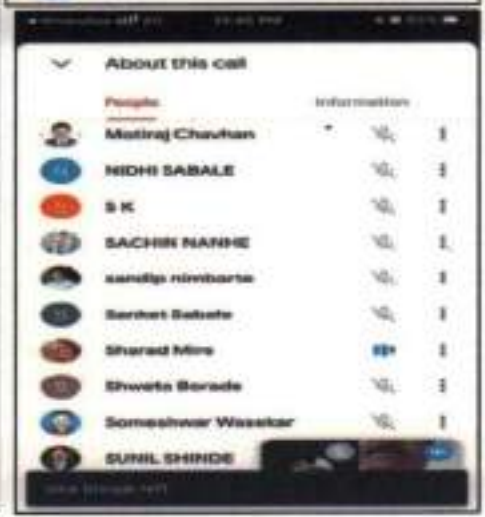 About this call
People Information
Motiraj Chavhan
NIDHI SABALE
S K
SACHIN NANHE
sandip nimbarte
Sanket Sabale
Sharad Mire
Shweta Borade
Someshwar Wasekar
SUNIL SHINDE
left